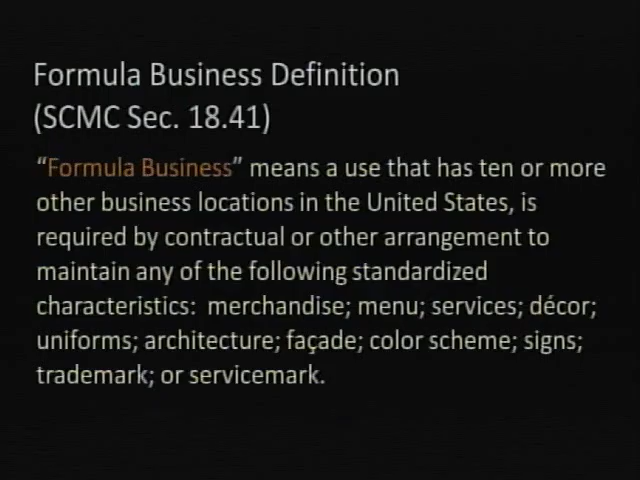 Formula Business Definition
(SCMC Sec. 18.41)
“Formula Business” means a use that has ten or more
other business locations in the United States, is
required by contractual or other arrangement to
maintain any of the following standardized
characteristics:  merchandise; menu; services; décor;
uniforms; architecture; façade; color scheme; signs;
trademark; or servicemark.